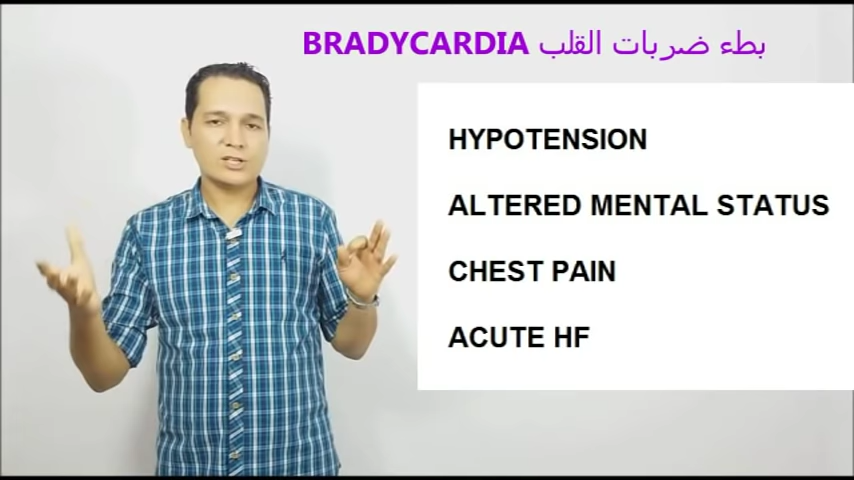 BRADYCARDIA بطء ضربات القلب
HYPOTENSION
ALTERED MENTAL STATUS
CHEST PAIN
ACUTE HF